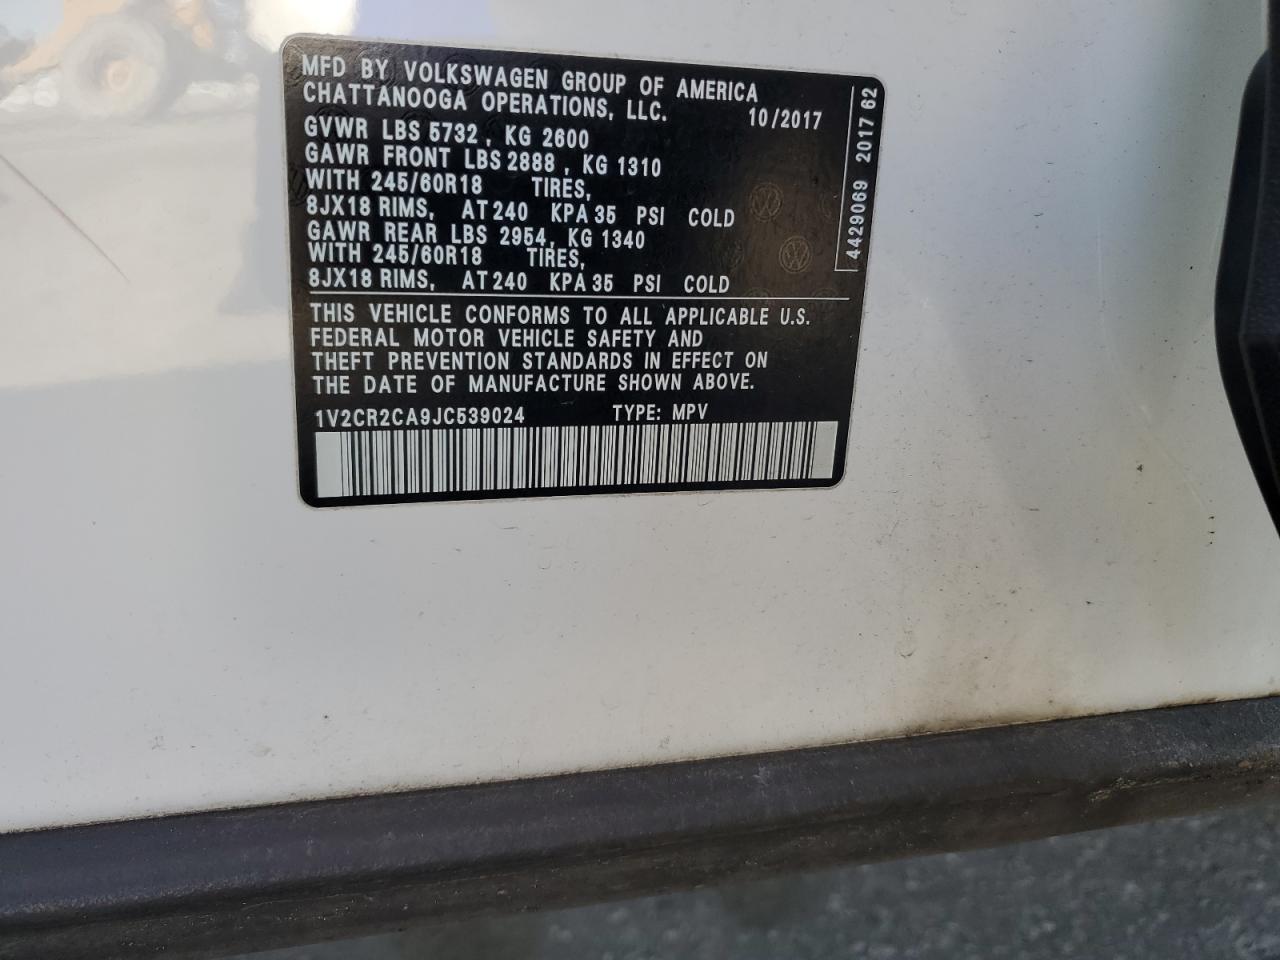 MFD BY VOLKSWAGEN GROUP OF AMERICA
CHATTANOOGA OPERATIONS, LLC. 10/2017
GVWR LBS 5732, KG 2600
GAWR FRONT LBS 2888, KG 1310
WITH 245/60R18 TIRES,
8JX18 RIMS, AT 240 KPA 35 PSI COLD
GAWR REAR LBS 2954, KG 1340
WITH 245/60R18 TIRES,
8JX18 RIMS, AT 240 KPA 35 PSI COLD
THIS VEHICLE CONFORMS TO ALL APPLICABLE U.S.
FEDERAL MOTOR VEHICLE SAFETY AND
THEFT PREVENTION STANDARDS IN EFFECT ON
THE DATE OF MANUFACTURE SHOWN ABOVE.
1V2CR2CA9JC539024 TYPE: MPV
4429069 2017 62